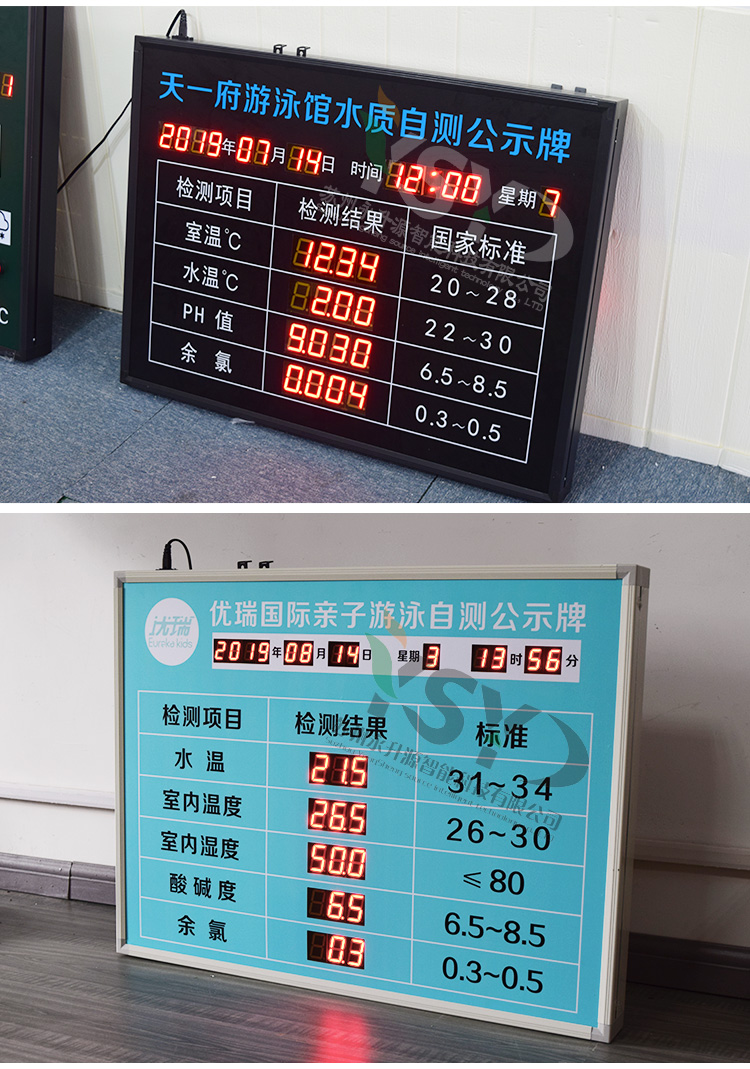 1
C
天一府游泳馆水质自测公示牌
2019年07月14日 时间 12:00 星期 7
检测项目 检测结果 国家标准
室温℃ 12.34 20~28
水温℃ 2.00 22~30
PH 值 9.030 6.5~8.5
余 氯 0.004 0.3~0.5
YSY
优瑞
Eureka kids
优瑞国际亲子游泳自测公示牌
2019年08月14日 星期3 13时56分
检测项目 检测结果 标准
水 温 21.5 31~34
室内温度 26.5 26~30
室内湿度 50.0 ≤80
酸碱度 6.5 6.5~8.5
余 氯 0.3 0.3~0.5
YSY